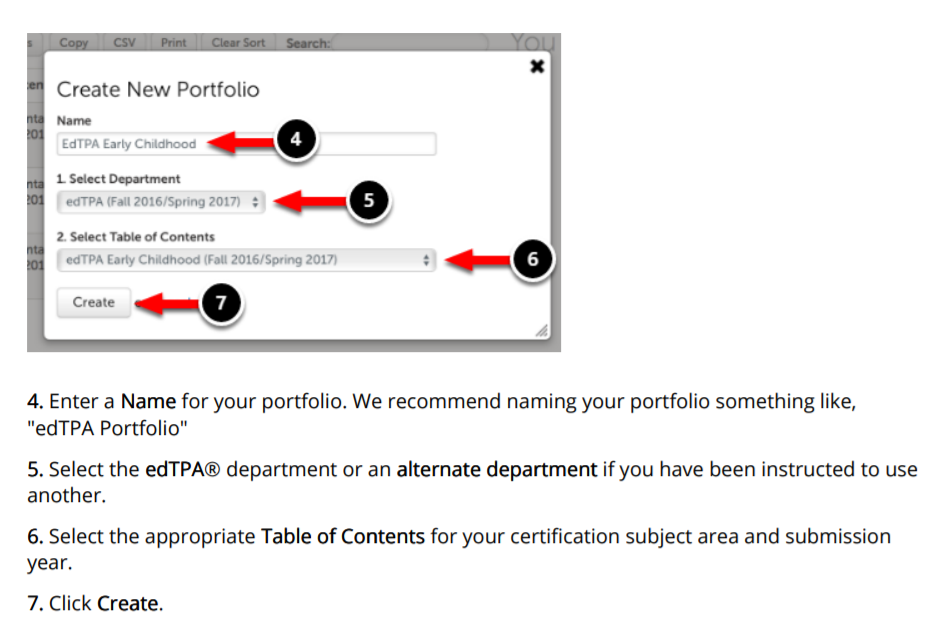 Copy CSV Print Clear Sort Search: You
Create New Portfolio
Name
EdTPA Early Childhood
4
1. Select Department
edTPA (Fall 2016/Spring 2017)
5
2. Select Table of Contents
edTPA Early Childhood (Fall 2016/Spring 2017)
6
Create
7
4. Enter a Name for your portfolio. We recommend naming your portfolio something like,
"edTPA Portfolio"
5. Select the edTPA® department or an alternate department if you have been instructed to use
another.
6. Select the appropriate Table of Contents for your certification subject area and submission
year.
7. Click Create.